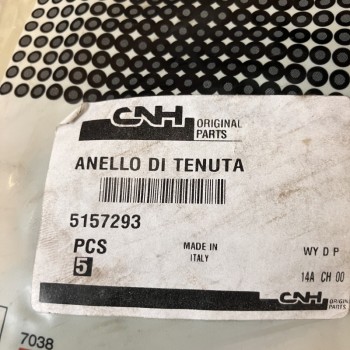 CNH ORIGINAL
PARTS
ANELLO DI TENUTA
5157293
PCS
5
MADE IN
ITALY
WY D P
14A CH 00
CNH
7038